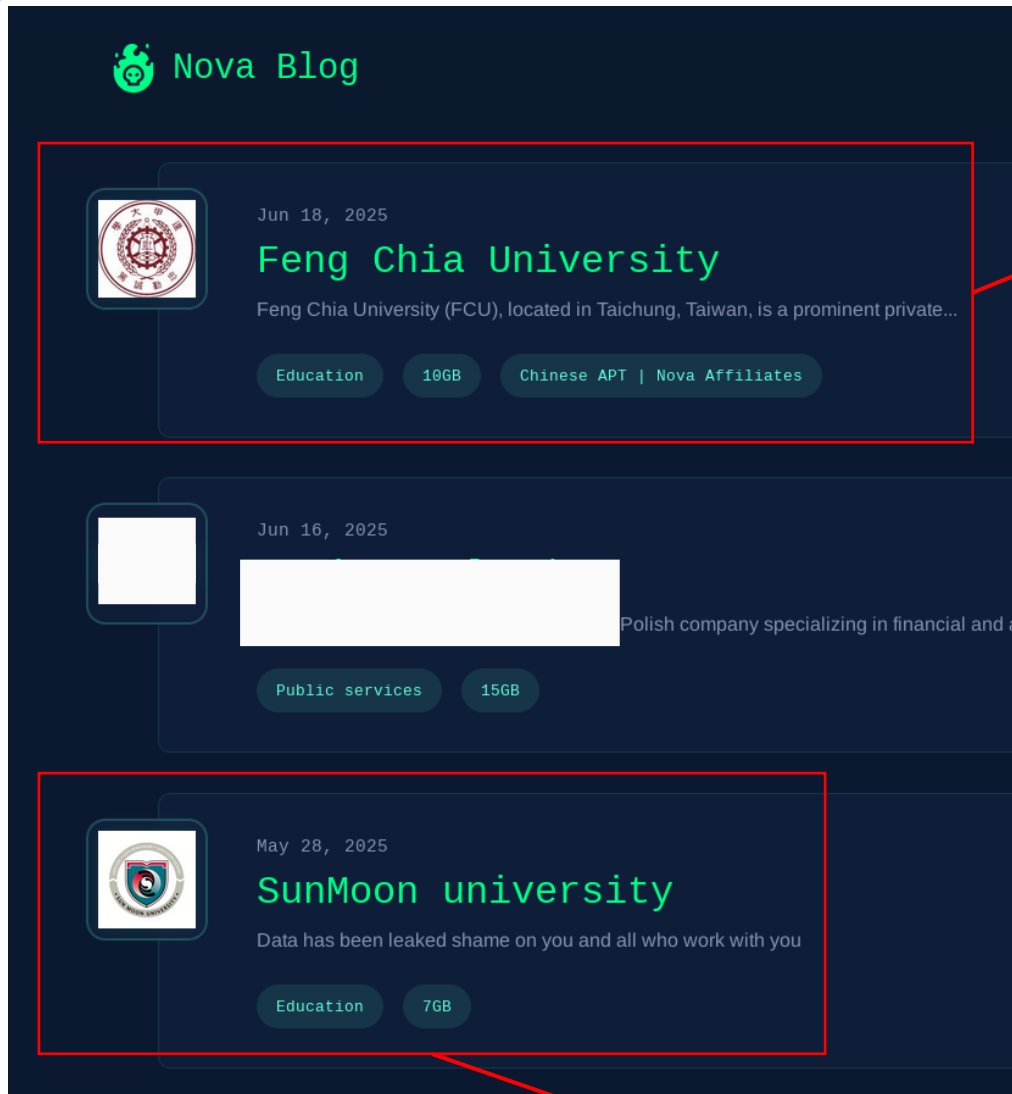 Nova Blog
Jun 18, 2025
Feng Chia University
Feng Chia University (FCU), located in Taichung, Taiwan, is a prominent private...
Education
10GB
Chinese APT | Nova Affiliates
Jun 16, 2025
Polish company specializing in financial and
Public services
15GB
May 28, 2025
SUN MOON UNIVERSITY
SunMoon university
Data has been leaked shame on you and all who work with you
Education
7GB